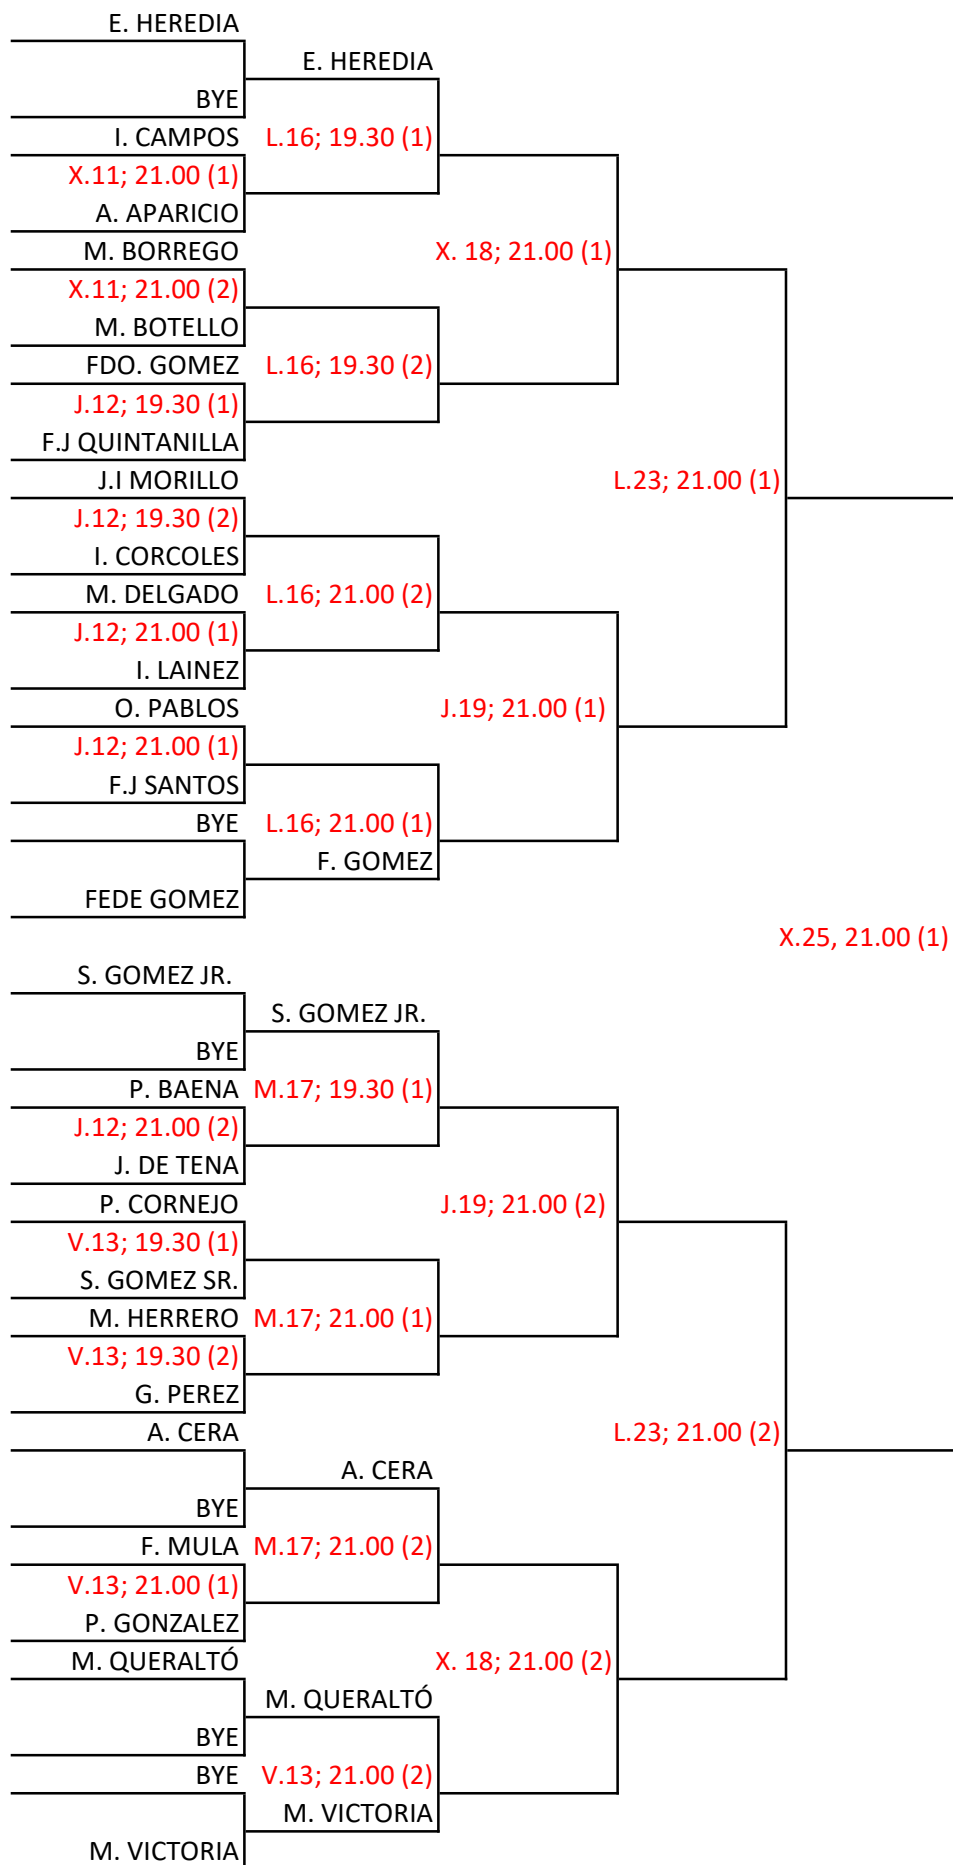 E. HEREDIA
E. HEREDIA
BYE
I. CAMPOS
L.16; 19.30 (1)
X.11; 21.00 (1)
A. APARICIO
M. BORREGO
X. 18; 21.00 (1)
X.11; 21.00 (2)
M. BOTELLO
FDO. GOMEZ
L.16; 19.30 (2)
J.12; 19.30 (1)
F.J QUINTANILLA
J.I MORILLO
L.23; 21.00 (1)
J.12; 19.30 (2)
I. CORCOLES
M. DELGADO
L.16; 21.00 (2)
J.12; 21.00 (1)
I. LAINEZ
O. PABLOS
J.19; 21.00 (1)
J.12; 21.00 (1)
F.J SANTOS
BYE
L.16; 21.00 (1)
F. GOMEZ
FEDE GOMEZ
X.25, 21.00 (1)
S. GOMEZ JR.
S. GOMEZ JR.
BYE
P. BAENA
M.17; 19.30 (1)
J.12; 21.00 (2)
J. DE TENA
P. CORNEJO
J.19; 21.00 (2)
V.13; 19.30 (1)
S. GOMEZ SR.
M. HERRERO
M.17; 21.00 (1)
V.13; 19.30 (2)
G. PEREZ
A. CERA
L.23; 21.00 (2)
A. CERA
BYE
F. MULA
M.17; 21.00 (2)
V.13; 21.00 (1)
P. GONZALEZ
M. QUERALTÓ
X. 18; 21.00 (2)
M. QUERALTÓ
BYE
BYE
V.13; 21.00 (2)
M. VICTORIA
M. VICTORIA